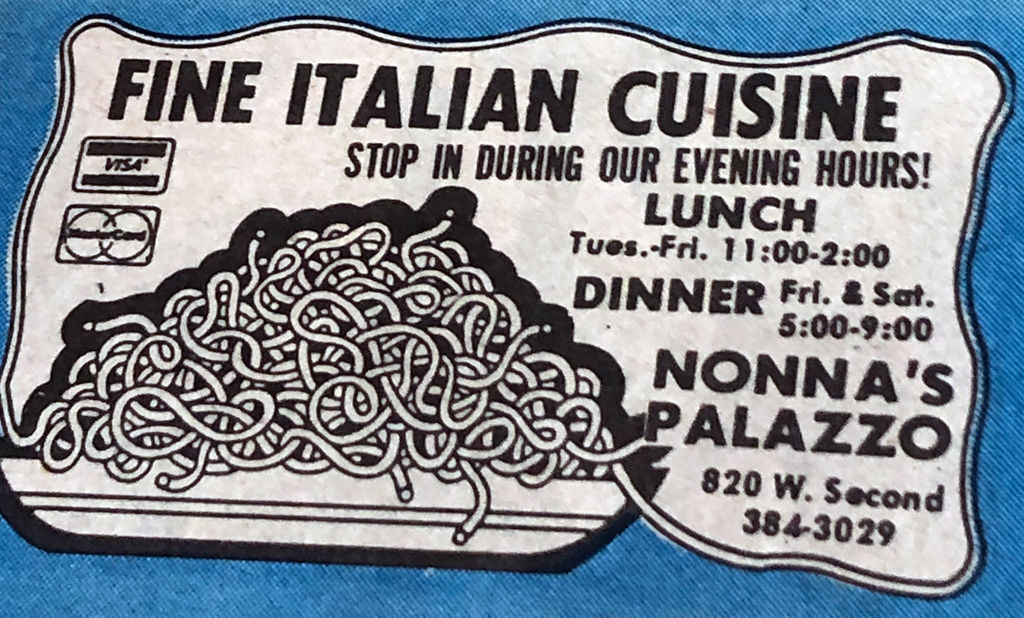 FINE ITALIAN CUISINE
STOP IN DURING OUR EVENING HOURS!
VISA
MasterCard
LUNCH
Tues.-Fri. 11:00-2:00
DINNER Fri. & Sat.
5:00-9:00
NONNA'S
PALAZZO
820 W. Second
384-3029